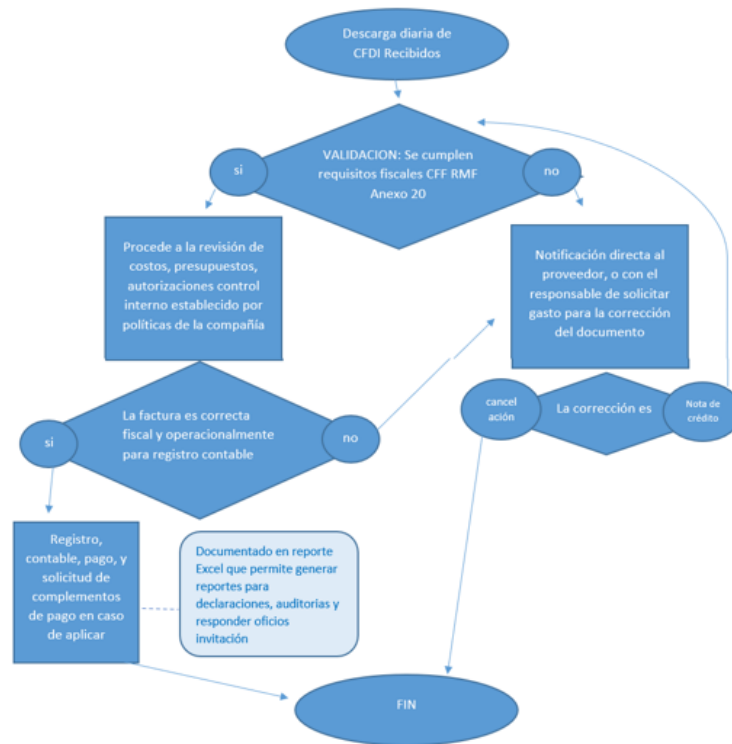 Descarga diaria de
CFDI Recibidos
VALIDACION: Se cumplen
requisitos fiscales CFF RMF
Anexo 20
si
no
Procede a la revisión de
costos, presupuestos,
autorizaciones control
interno establecido por
políticas de la compañía
Notificación directa al
proveedor, o con el
responsable de solicitar
gasto para la corrección
del documento
La factura es correcta
fiscal y operacionalmente
para registro contable
si
no
cancel
ación
La corrección es
Nota de
crédito
Registro,
contable, pago, y
solicitud de
complementos
de pago en caso
de aplicar
Documentado en reporte
Excel que permite generar
reportes para
declaraciones, auditorías y
responder oficios
invitación
FIN